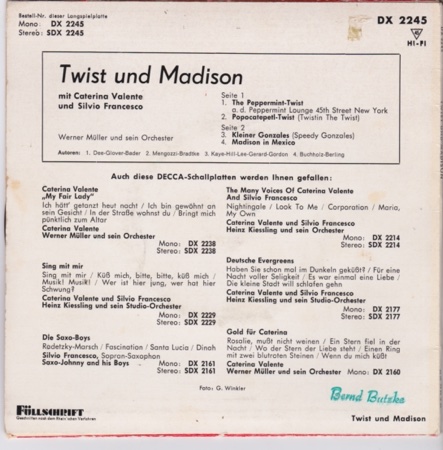 Bestell-Nr. dieser Langspielplatte
Mono: DX 2245
Stereo: SDX 2245
DX 2245
45
HI-FI
Twist und Madison
mit Caterina Valente
und Silvio Francesco
Werner Müller und sein Orchester
Seite 1
1. The Peppermint-Twist
a. d. Peppermint Lounge 45th Street New York
2. Popocatepetl-Twist (Twistin The Twist)
Seite 2
3. Kleiner Gonzales (Speedy Gonzales)
4. Madison in Mexico
Autoren: 1. Dee-Glover-Bader 2. Mengozzi-Bradtke 3. Kaye-Hill-Lee-Gerard-Gordon 4. Buchholz-Berling
Auch diese DECCA-Schallplatten werden Ihnen gefallen:
Caterina Valente
„My Fair Lady"
Ich hätt' getanzt heut nacht / Ich bin gewöhnt an
sein Gesicht / In der Straße wohnst du / Bringt mich
pünktlich zum Altar
Caterina Valente
Werner Müller und sein Orchester
Mono: DX 2238
Stereo: SDX 2238
Sing mit mir
Sing mit mir / Küß mich, bitte, bitte, küß mich /
Musik! Musik! / Wer ist hier jung, wer hat hier
Schwung?
Caterina Valente und Silvio Francesco
Heinz Kiessling und sein Studio-Orchester
Mono: DX 2229
Stereo: SDX 2229
Die Saxo-Boys
Radetzky-Marsch / Fascination / Santa Lucia / Dinah
Silvio Francesco, Sopran-Saxophon
Saxo-Johnny and his Boys
Mono: DX 2161
Stereo: SDX 2161
The Many Voices Of Caterina Valente
And Silvio Francesco
Nightingale / Look To Me / Corporation / Maria,
My Own
Caterina Valente und Silvio Francesco
Heinz Kiessling und sein Orchester
Mono: DX 2214
Stereo: SDX 2214
Deutsche Evergreens
Haben Sie schon mal im Dunkeln geküßt? / Für eine
Nacht voller Seligkeit / Es war einmal eine Liebe /
Die kleine Stadt will schlafen gehn
Caterina Valente und Silvio Francesco
Heinz Kiessling und sein Studio-Orchester
Mono: DX 2177
Stereo: SDX 2177
Gold für Caterina
Rosalie, mußt nicht weinen / Ein Stern fiel in der
Nacht / Wo der Stern der Liebe steht / Einen Ring
mit zwei blutroten Steinen / Wenn du mich küßt
Caterina Valente
Werner Müller und sein Orchester
Mono: DX 2160
Foto: G. Winkler
Bernd Butzke
FÜLLSCHRIFT
Geschnitten nach dem Rhein'schen Verfahren
Twist und Madison